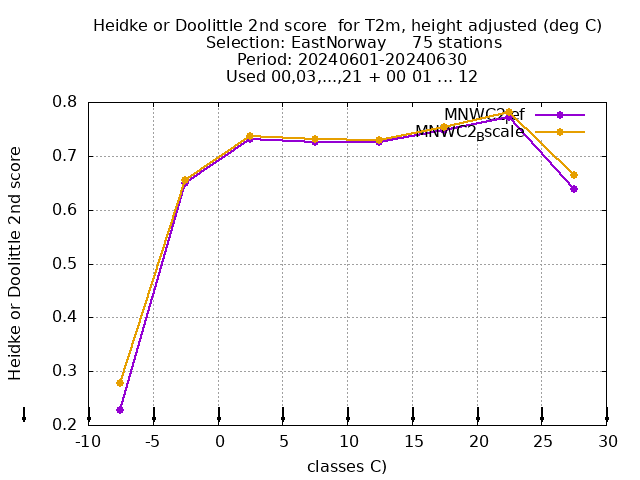 Heidke or Doolittle 2nd score for T2m, height adjusted (deg C)
Selection: EastNorway 75 stations
Period: 20240601-20240630
Used 00,03,...,21 + 00 01 ... 12
Heidke or Doolittle 2nd score
0.8
0.7
0.6
0.5
0.4
0.3
0.2
-10 -5 0 5 10 15 20 25 30
classes C)
MNWC2
MNWC2Bscale